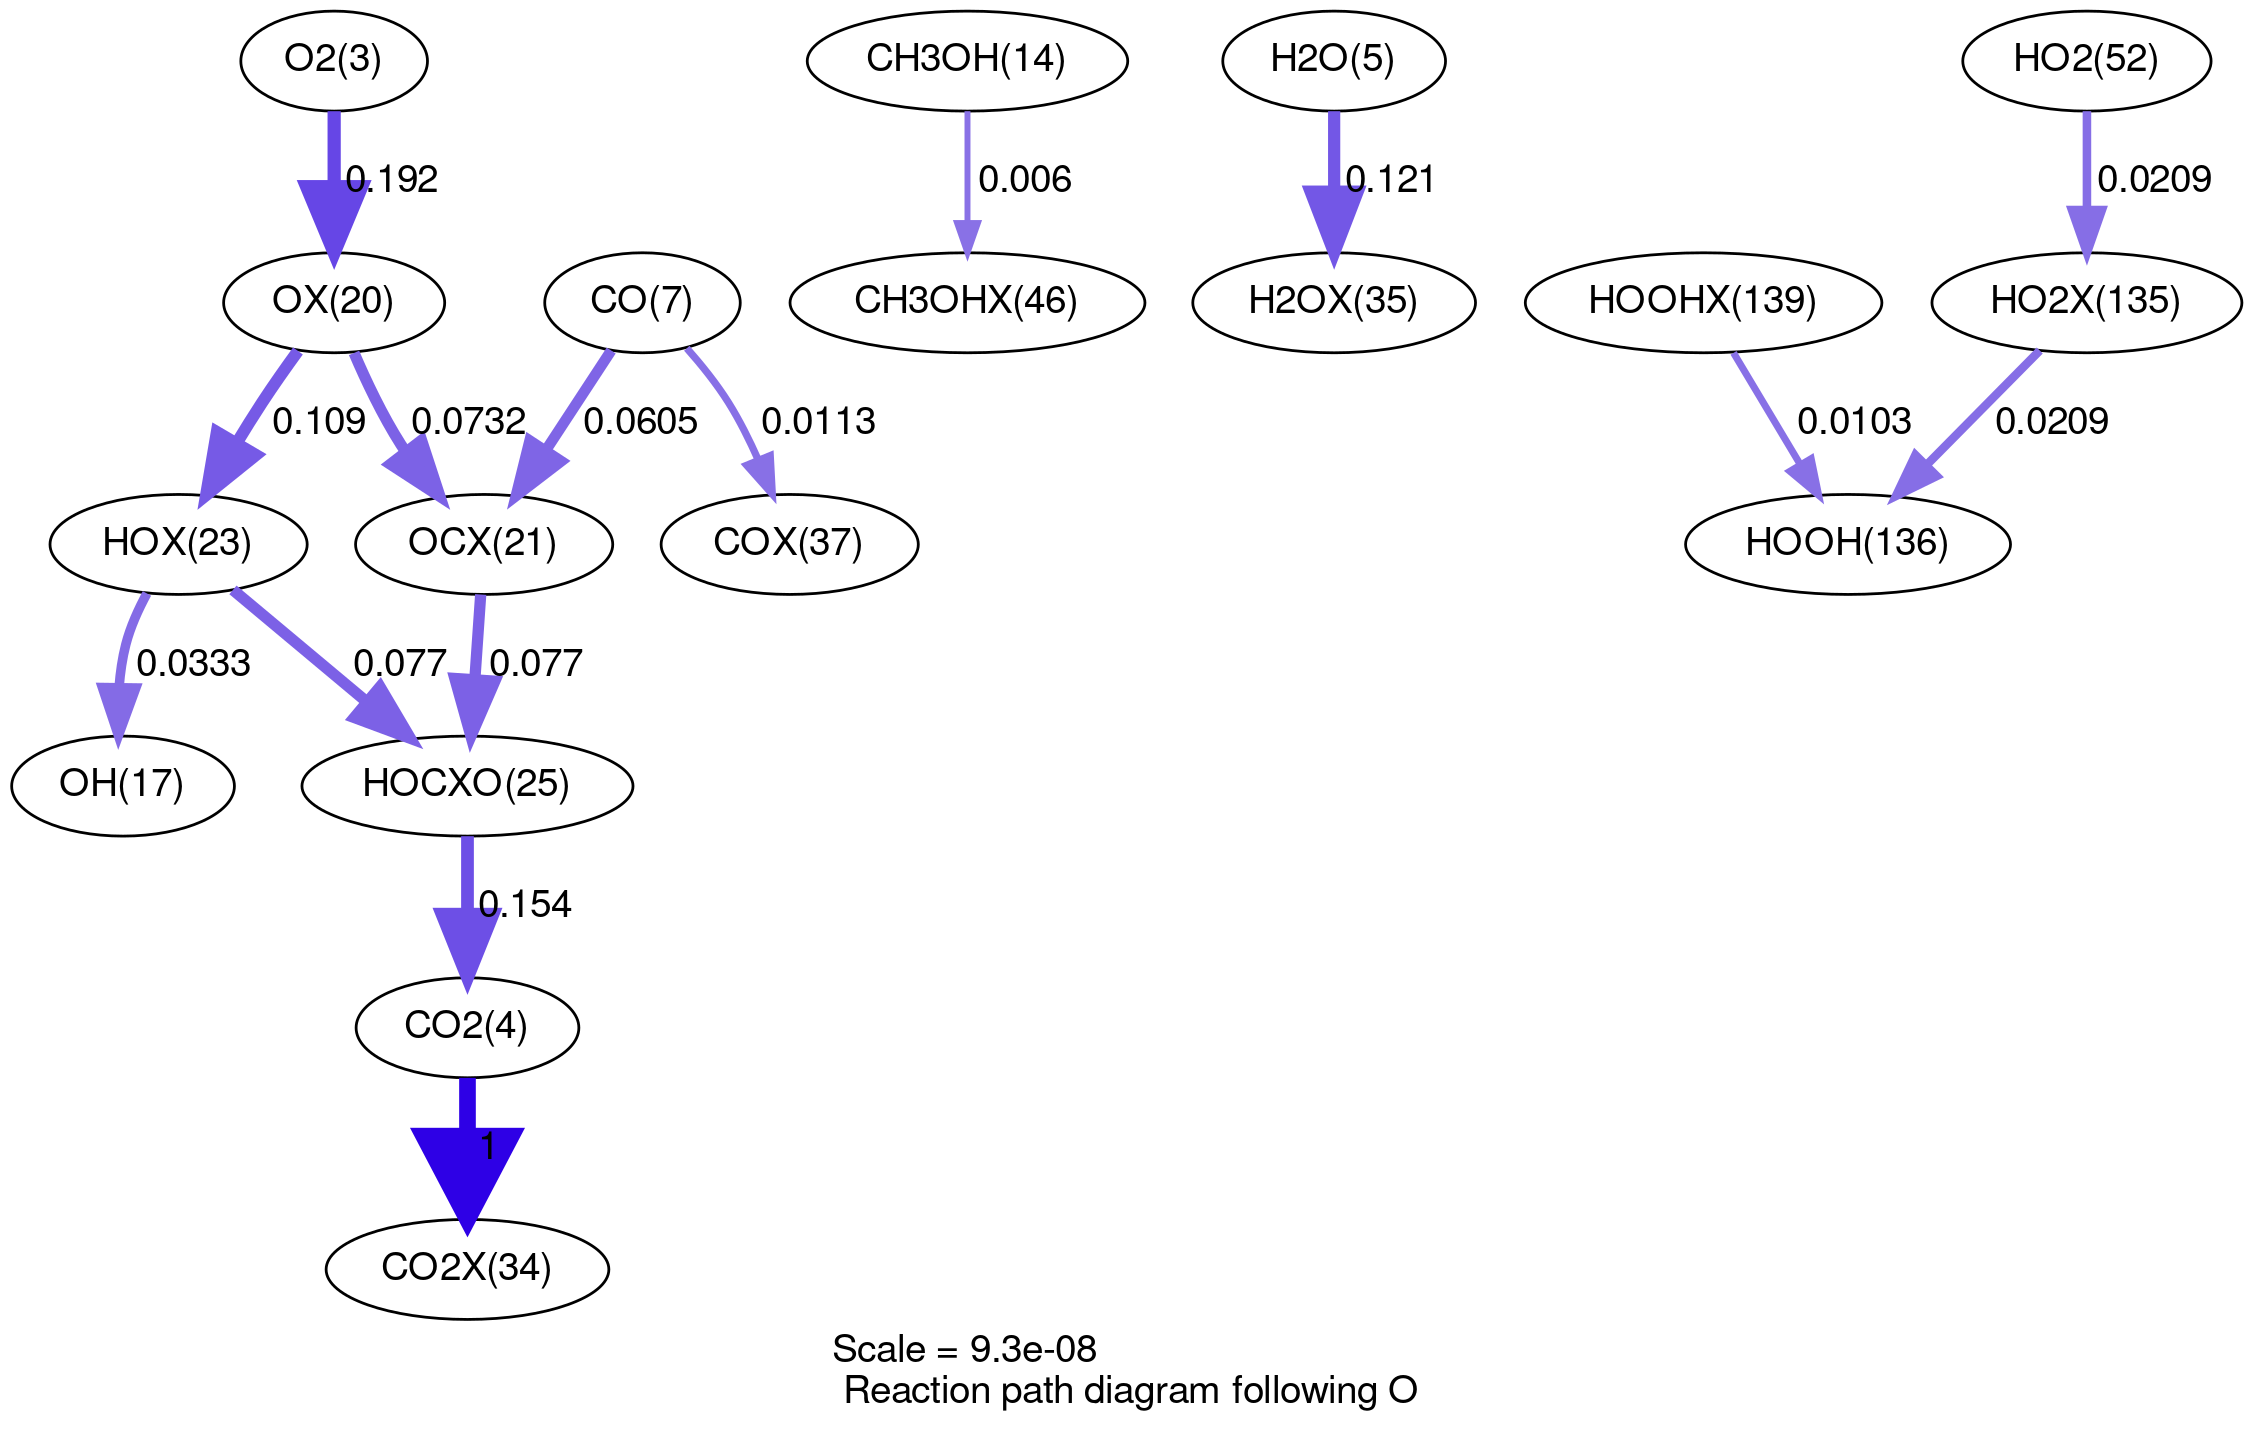 O2(3)
CH3OH(14)
H2O(5)
HO2(52)
0.192
0.006
0.121
0.0209
OX(20)
CO(7)
CH3OHX(46)
H2OX(35)
HOOHX(139)
HO2X(135)
0.109
0.0732
0.0605
0.0113
0.0103
0.0209
HOX(23)
OCX(21)
COX(37)
HOOH(136)
0.0333
0.077
0.077
OH(17)
HOCXO(25)
0.154
CO2(4)
1
CO2X(34)
Scale = 9.3e-08
Reaction path diagram following O